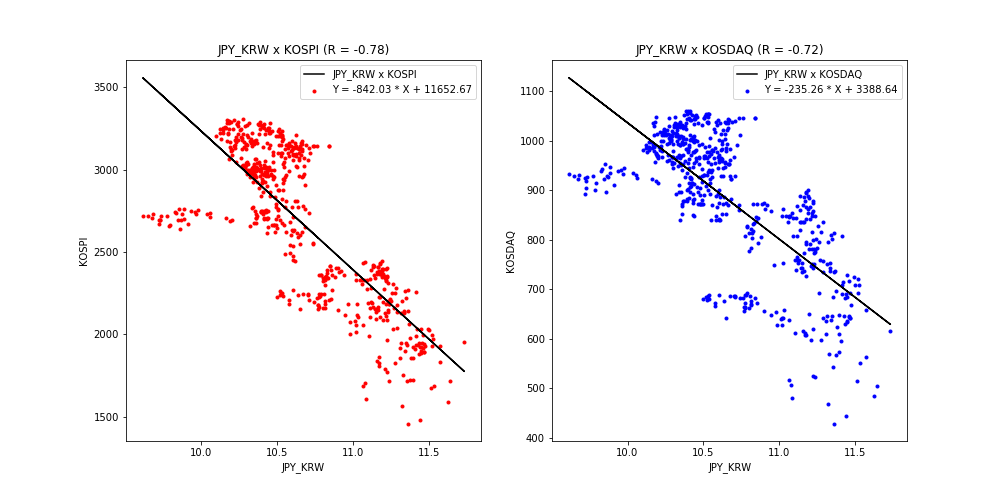 JPY_KRW x KOSPI (R = -0.78)
JPY_KRW x KOSPI
Y = -842.03 * X + 11652.67
3500
3000
2500
2000
1500
KOSPI
10.0 10.5 11.0 11.5
JPY_KRW
JPY_KRW x KOSDAQ (R = -0.72)
JPY_KRW x KOSDAQ
Y = -235.26 * X + 3388.64
1100
1000
900
800
700
600
500
400
KOSDAQ
10.0 10.5 11.0 11.5
JPY_KRW